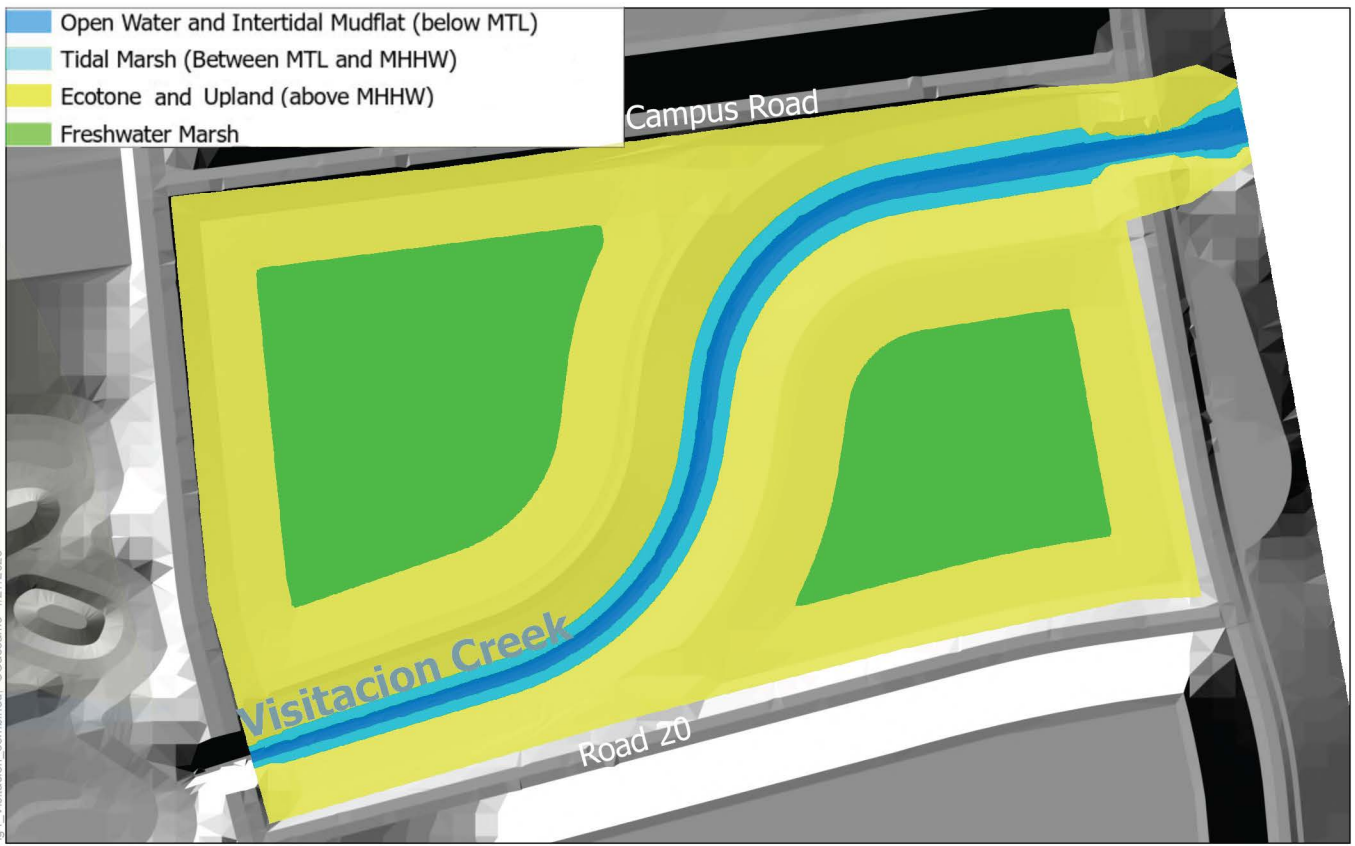 Open Water and Intertidal Mudflat (below MTL)
Tidal Marsh (Between MTL and MHHW)
Ecotone and Upland (above MHHW)
Freshwater Marsh
Campus Road
Visitacion Creek
Road 20